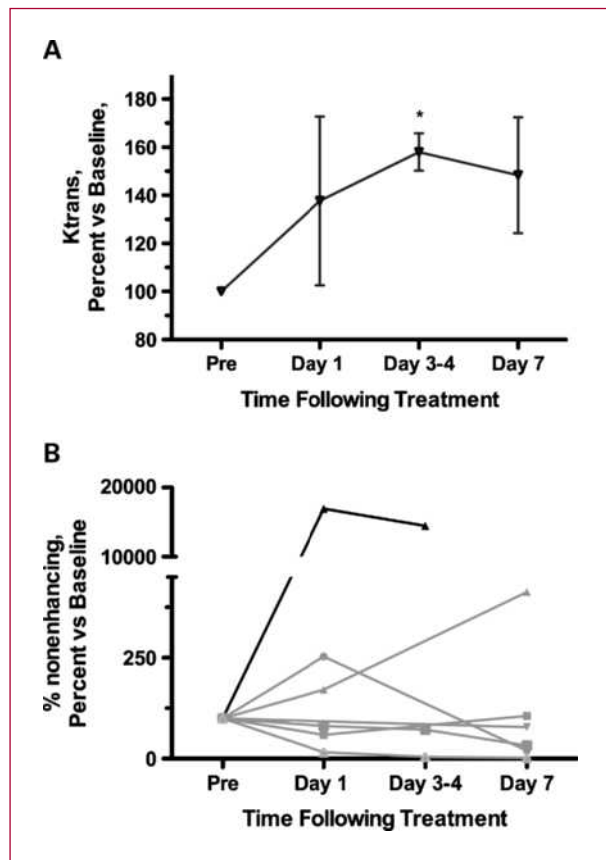 A
Ktrans,
Percent vs Baseline,
180
160
140
120
100
80
*
Pre Day 1 Day 3-4 Day 7
Time Following Treatment
B
% nonenhancing,
Percent vs Baseline
20000
10000
250
0
Pre Day 1 Day 3-4 Day 7
Time Following Treatment